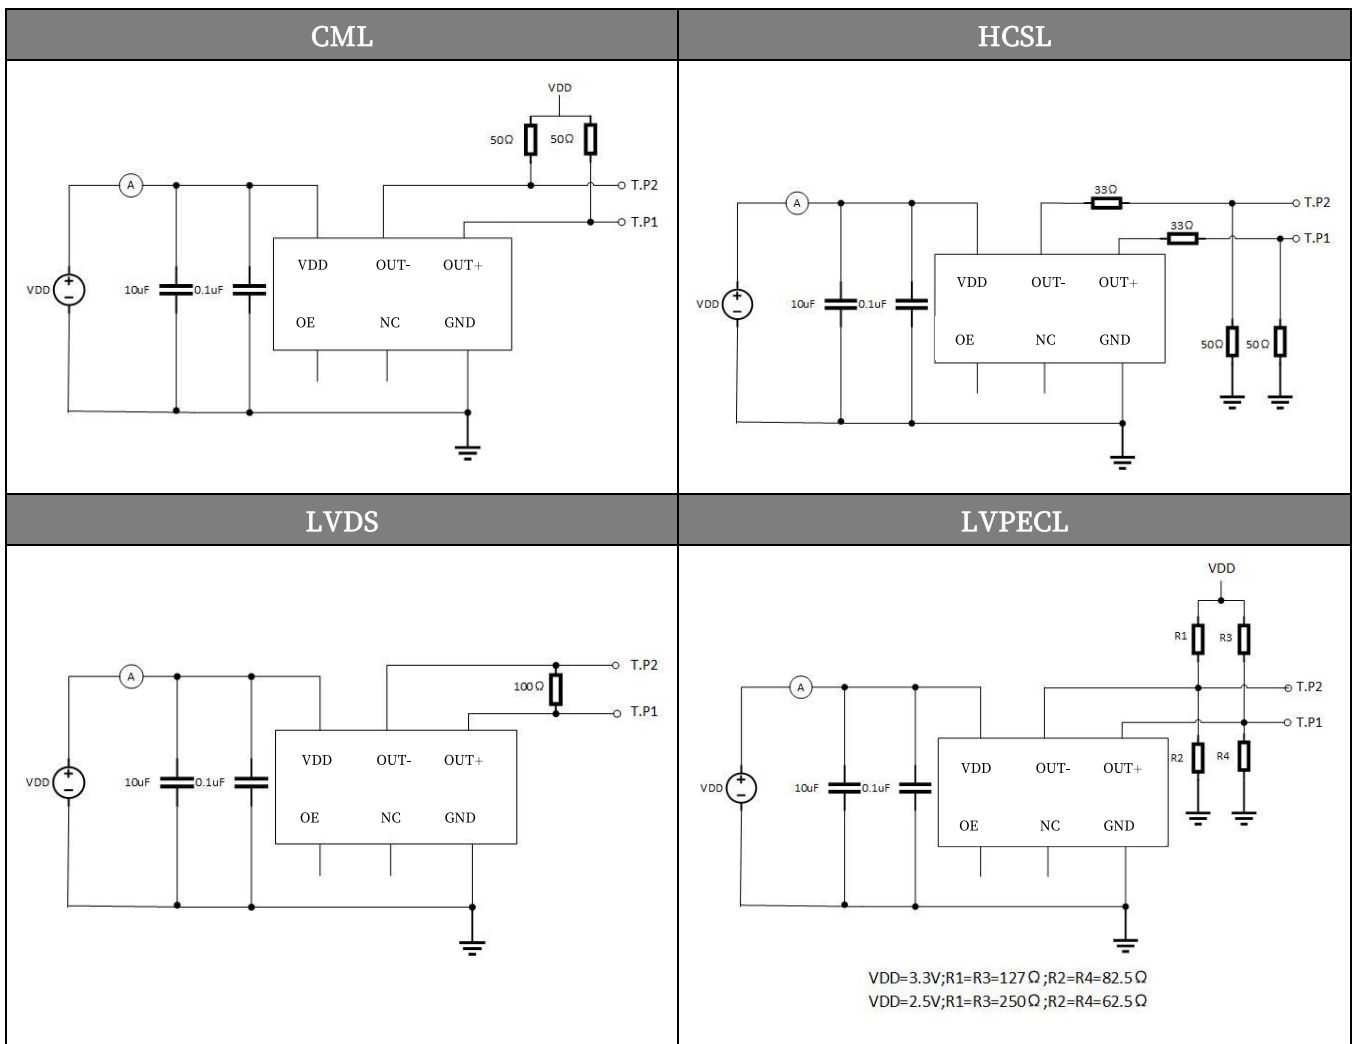 CML
VDD
50Ω 50Ω
A
T.P2
T.P1
VDD OUT- OUT+
VDD
10uF 0.1uF
OE NC GND
HCSL
33Ω
T.P2
A
33Ω
T.P1
VDD OUT- OUT+
VDD
10uF 0.1uF
OE NC GND
50Ω 50Ω
LVDS
T.P2
A
100Ω
T.P1
VDD OUT- OUT+
VDD
10uF 0.1uF
OE NC GND
LVPECL
VDD
R1 R3
A
T.P2
T.P1
R2 R4
VDD OUT- OUT+
VDD
10uF 0.1uF
OE NC GND
VDD=3.3V;R1=R3=127Ω;R2=R4=82.5Ω
VDD=2.5V;R1=R3=250Ω;R2=R4=62.5Ω